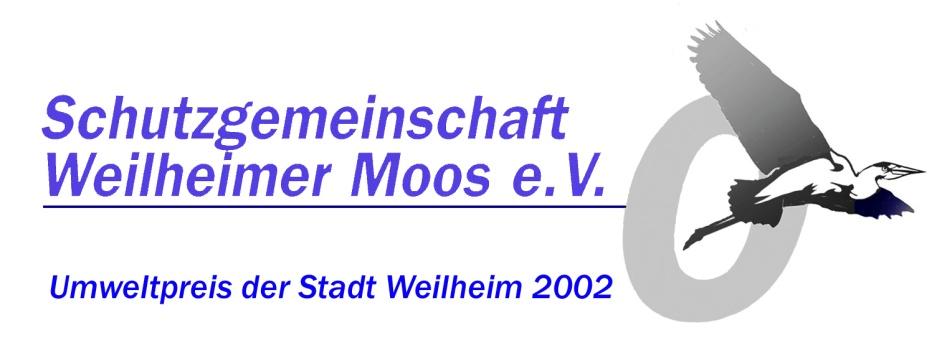 Schutzgemeinschaft
Weilheimer Moos e.V.
Umweltpreis der Stadt Weilheim 2002